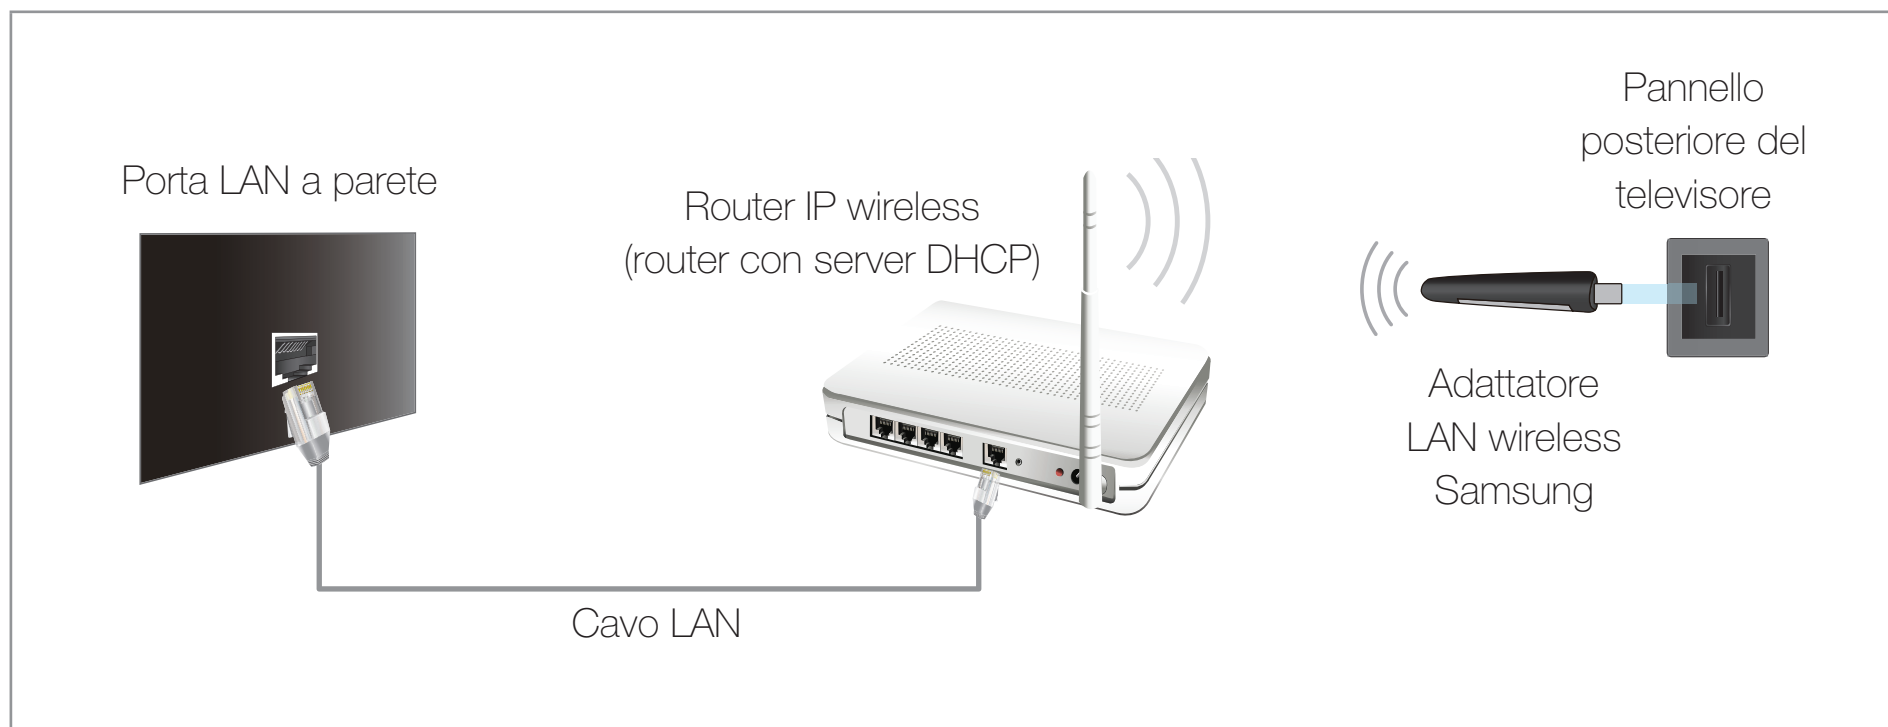 Porta LAN a parete
Router IP wireless
(router con server DHCP)
Pannello
posteriore del
televisore
Adattatore
LAN wireless
Samsung
Cavo LAN